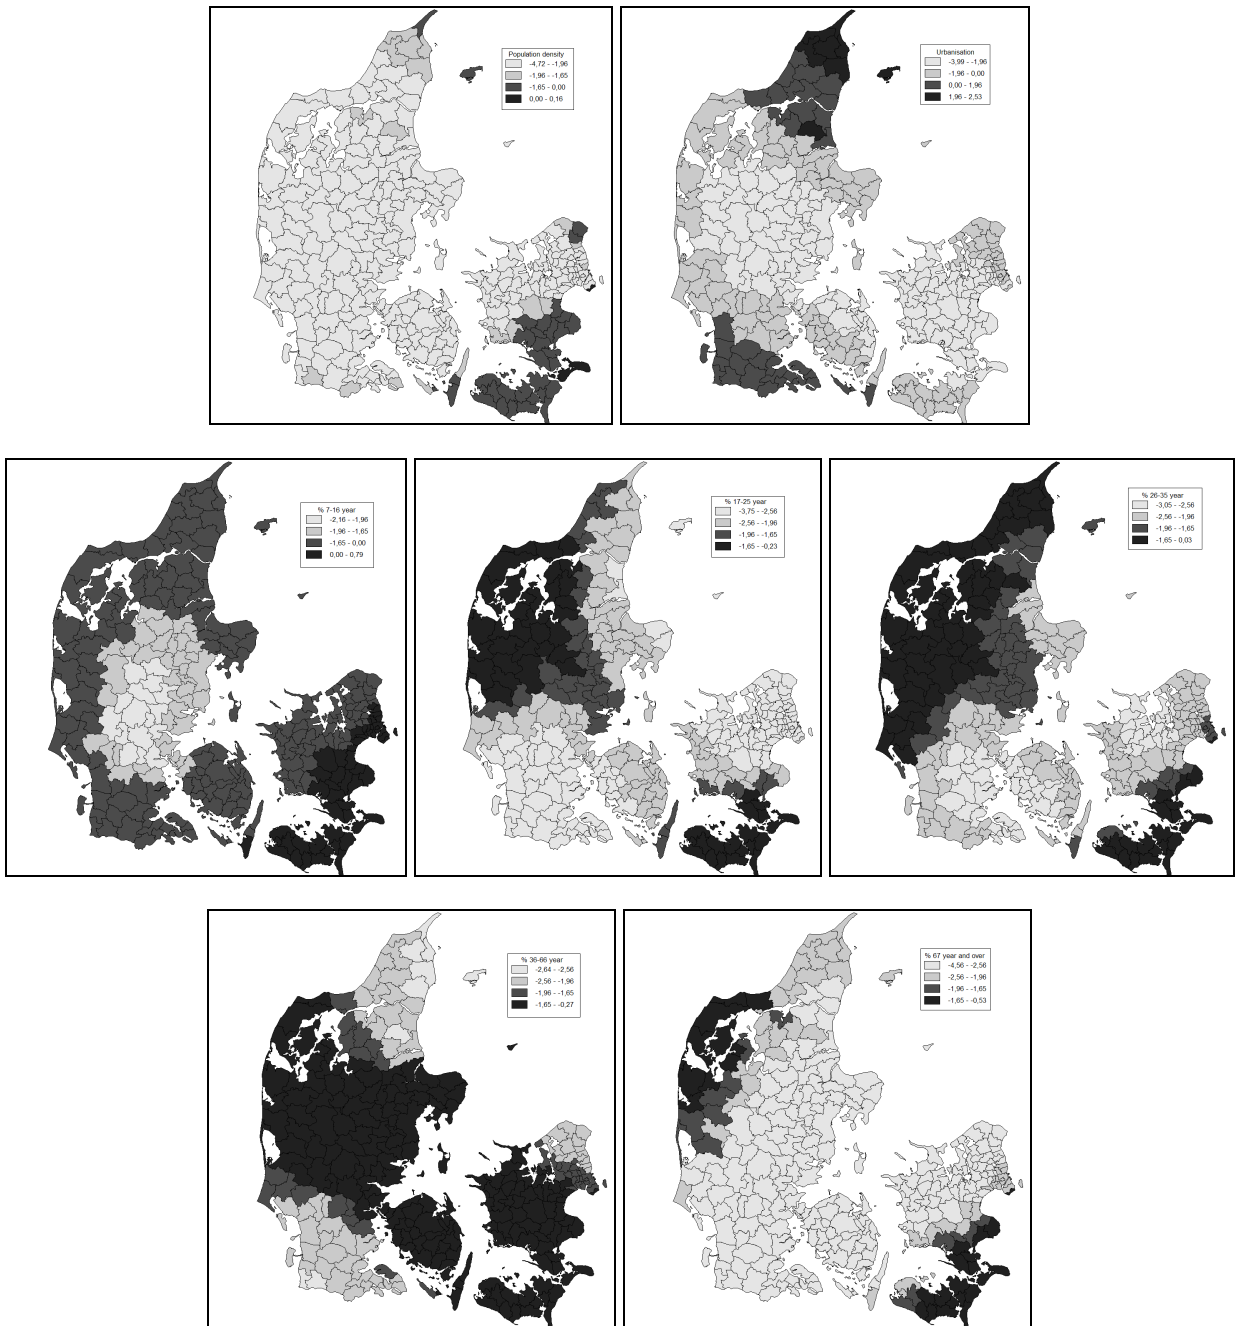 Population density
-4,72 - -1,96
-1,96 - -1,65
-1,65 - 0,00
0,00 - 0,16
Urbanisation
-3,99 - -1,96
-1,96 - 0,00
0,00 - 1,96
1,96 - 2,53
% 7-16 year
-2,16 - -1,96
-1,96 - -1,65
-1,65 - 0,00
0,00 - 0,79
% 17-25 year
-3,75 - -2,56
-2,56 - -1,96
-1,96 - -1,65
-1,65 - -0,23
% 26-35 year
-3,05 - -2,56
-2,56 - -1,96
-1,96 - -1,65
-1,65 - 0,03
% 36-66 year
-2,64 - -2,56
-2,56 - -1,96
-1,96 - -1,65
-1,65 - -0,27
% 67 year and over
-4,56 - -2,56
-2,56 - -1,96
-1,96 - -1,65
-1,65 - -0,53